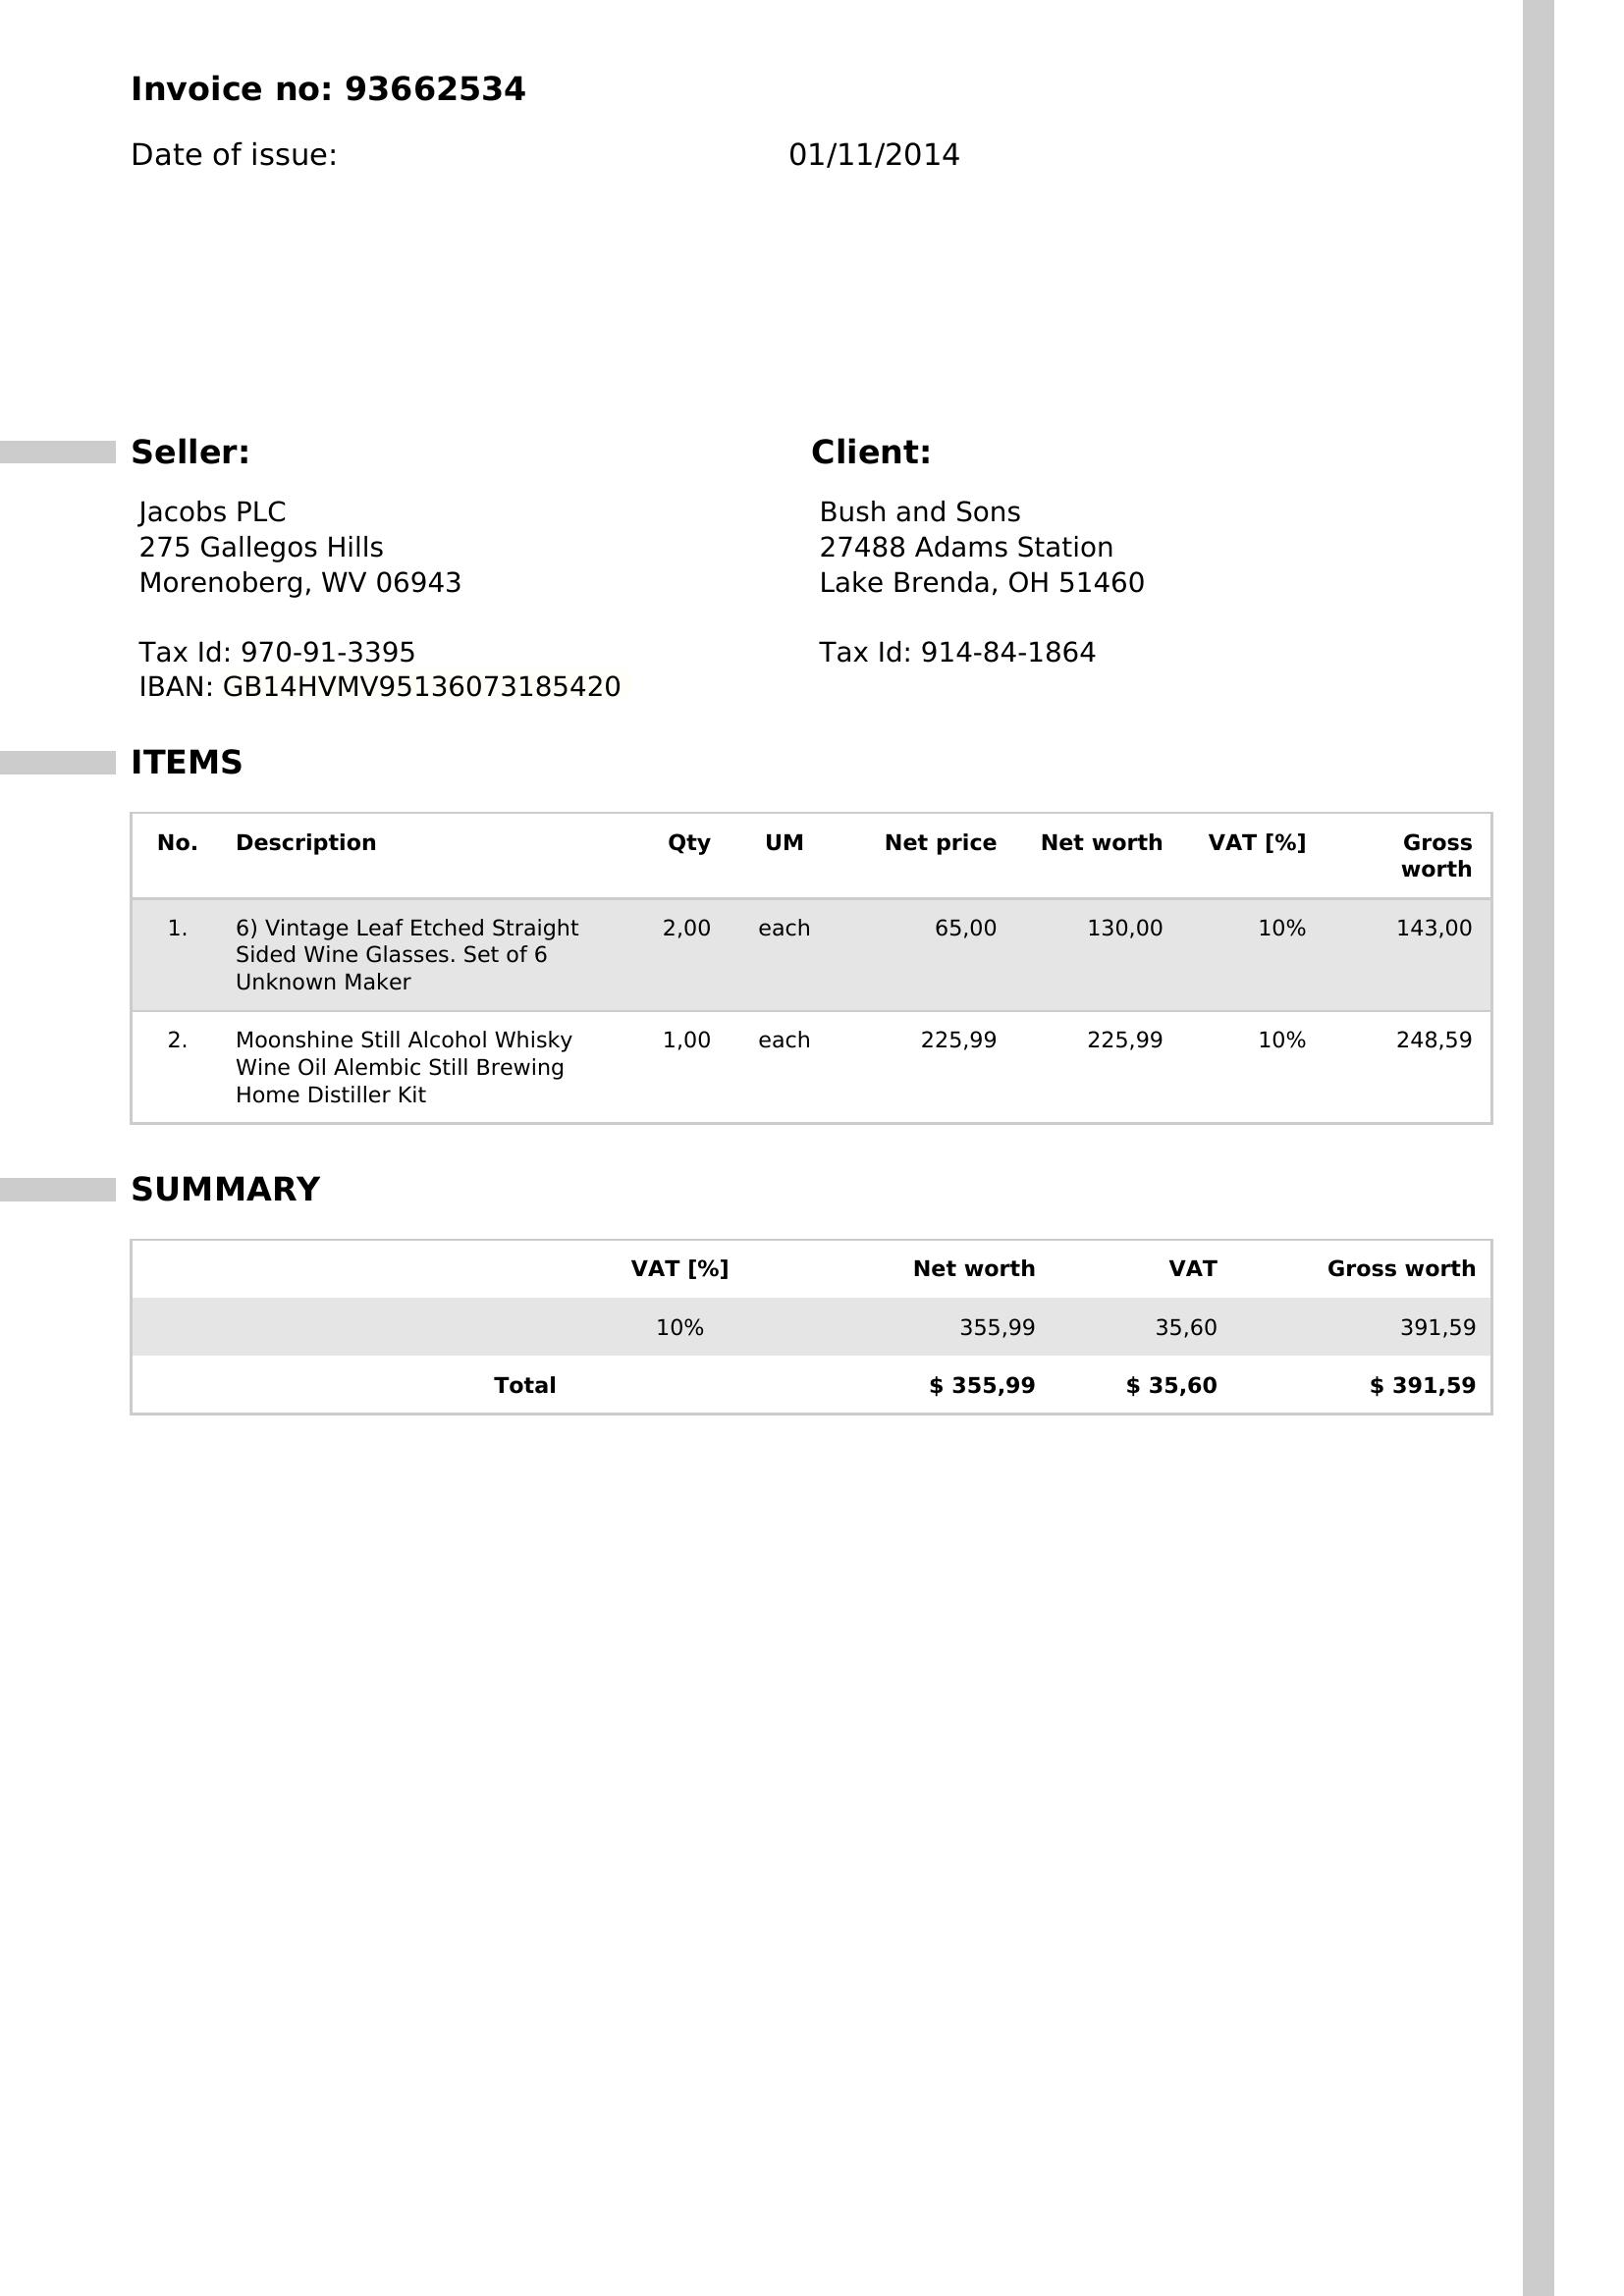 Invoice no: 93662534
Date of issue: 01/11/2014
Seller:
Jacobs PLC
275 Gallegos Hills
Morenoberg, WV 06943
Tax Id: 970-91-3395
IBAN: GB14HVMV95136073185420
Client:
Bush and Sons
27488 Adams Station
Lake Brenda, OH 51460
Tax Id: 914-84-1864
ITEMS
No. Description Qty UM Net price Net worth VAT [%] Gross
worth
1. 6) Vintage Leaf Etched Straight 2,00 each 65,00 130,00 10% 143,00
Sided Wine Glasses. Set of 6
Unknown Maker
2. Moonshine Still Alcohol Whisky 1,00 each 225,99 225,99 10% 248,59
Wine Oil Alembic Still Brewing
Home Distiller Kit
SUMMARY
VAT [%] Net worth VAT Gross worth
10% 355,99 35,60 391,59
Total $ 355,99 $ 35,60 $ 391,59